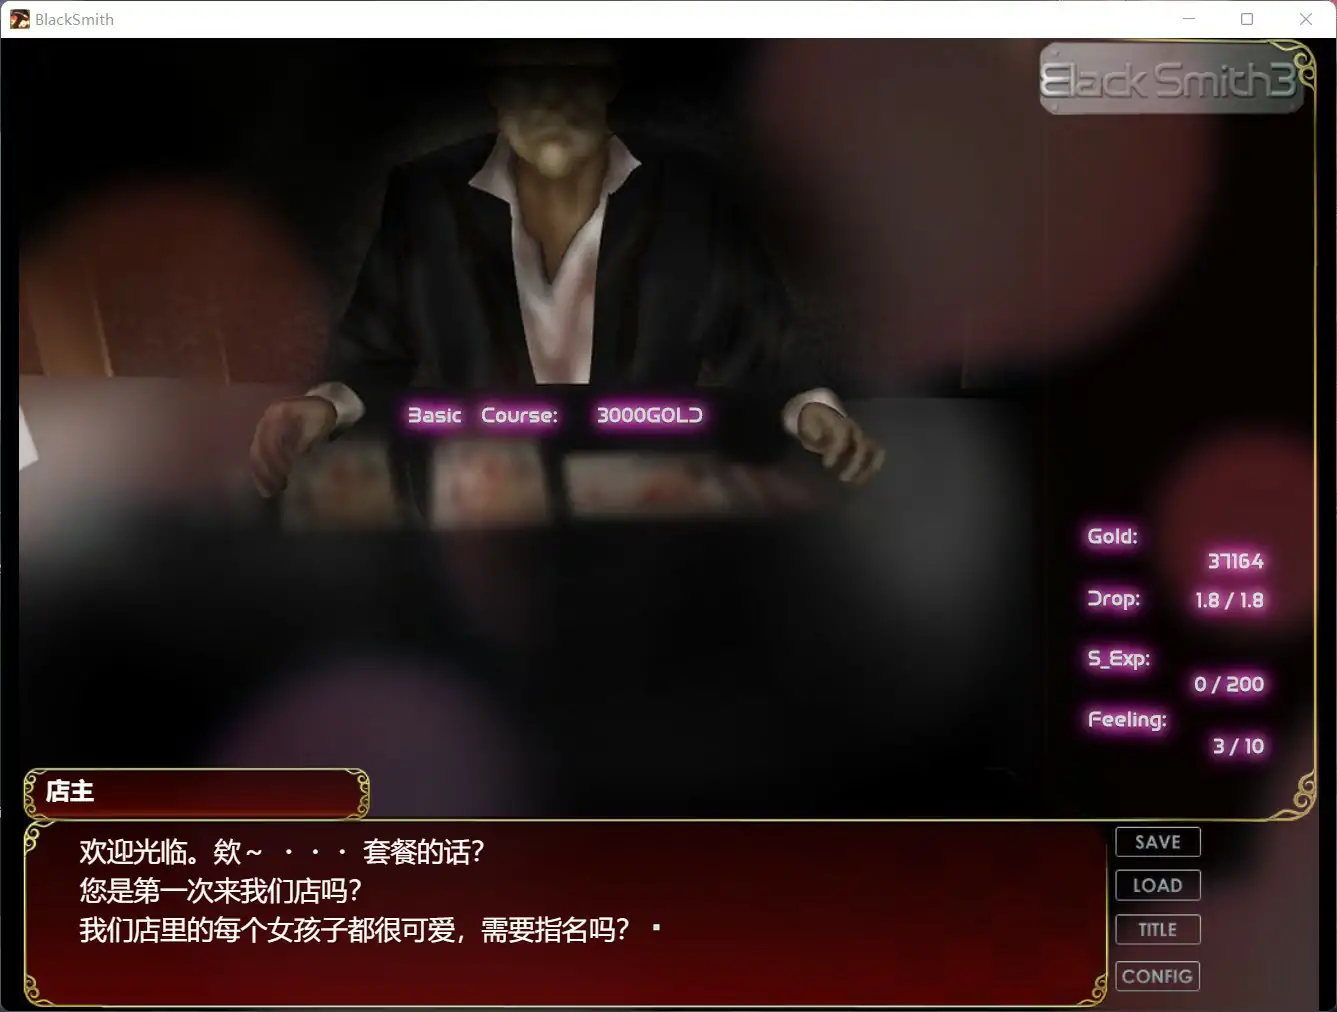 BlackSmith
Black Smith3
Basic Course: 3000GOLD
Gold:
37164
Drop: 1.8 / 1.8
S_Exp:
0 / 200
Feeling:
3 / 10
店主
欢迎光临。欸～ ・・・ 套餐的话?
您是第一次来我们店吗?
我们店里的每个女孩子都很可爱，需要指名吗?
SAVE
LOAD
TITLE
CONFIG